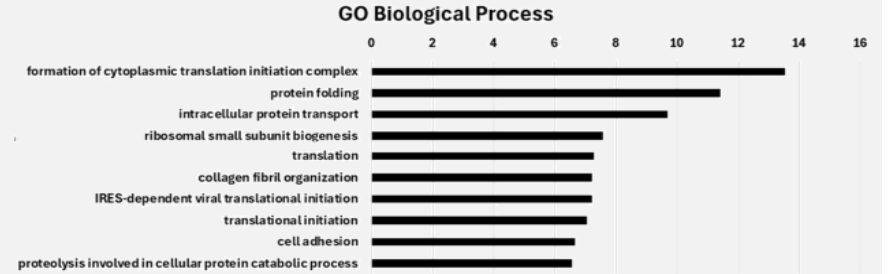 GO Biological Process
0 2 4 6 8 10 12 14 16
formation of cytoplasmic translation initiation complex
protein folding
intracellular protein transport
ribosomal small subunit biogenesis
translation
collagen fibril organization
IRES-dependent viral translational initiation
translational initiation
cell adhesion
proteolysis involved in cellular protein catabolic process